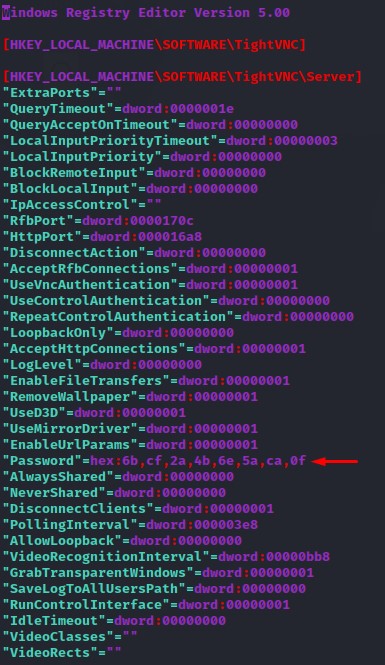 Windows Registry Editor Version 5.00
[HKEY_LOCAL_MACHINE\SOFTWARE\TightVNC]
[HKEY_LOCAL_MACHINE\SOFTWARE\TightVNC\Server]
"ExtraPorts"=""
"QueryTimeout"=dword:0000001e
"QueryAcceptOnTimeout"=dword:00000000
"LocalInputPriorityTimeout"=dword:00000003
"LocalInputPriority"=dword:00000000
"BlockRemoteInput"=dword:00000000
"BlockLocalInput"=dword:00000000
"IpAccessControl"=""
"RfbPort"=dword:0000170c
"HttpPort"=dword:000016a8
"DisconnectAction"=dword:00000000
"AcceptRfbConnections"=dword:00000001
"UseVncAuthentication"=dword:00000001
"UseControlAuthentication"=dword:00000000
"RepeatControlAuthentication"=dword:00000000
"LoopbackOnly"=dword:00000000
"AcceptHttpConnections"=dword:00000001
"LogLevel"=dword:00000000
"EnableFileTransfers"=dword:00000001
"RemoveWallpaper"=dword:00000001
"UseD3D"=dword:00000001
"UseMirrorDriver"=dword:00000001
"EnableUrlParams"=dword:00000001
"Password"=hex:6b,cf,2a,4b,6e,5a,ca,0f
"AlwaysShared"=dword:00000000
"NeverShared"=dword:00000000
"DisconnectClients"=dword:00000001
"PollingInterval"=dword:000003e8
"AllowLoopback"=dword:00000000
"VideoRecognitionInterval"=dword:00000bb8
"GrabTransparentWindows"=dword:00000001
"SaveLogToAllUsersPath"=dword:00000000
"RunControlInterface"=dword:00000001
"IdleTimeout"=dword:00000000
"VideoClasses"=""
"VideoRects"=""